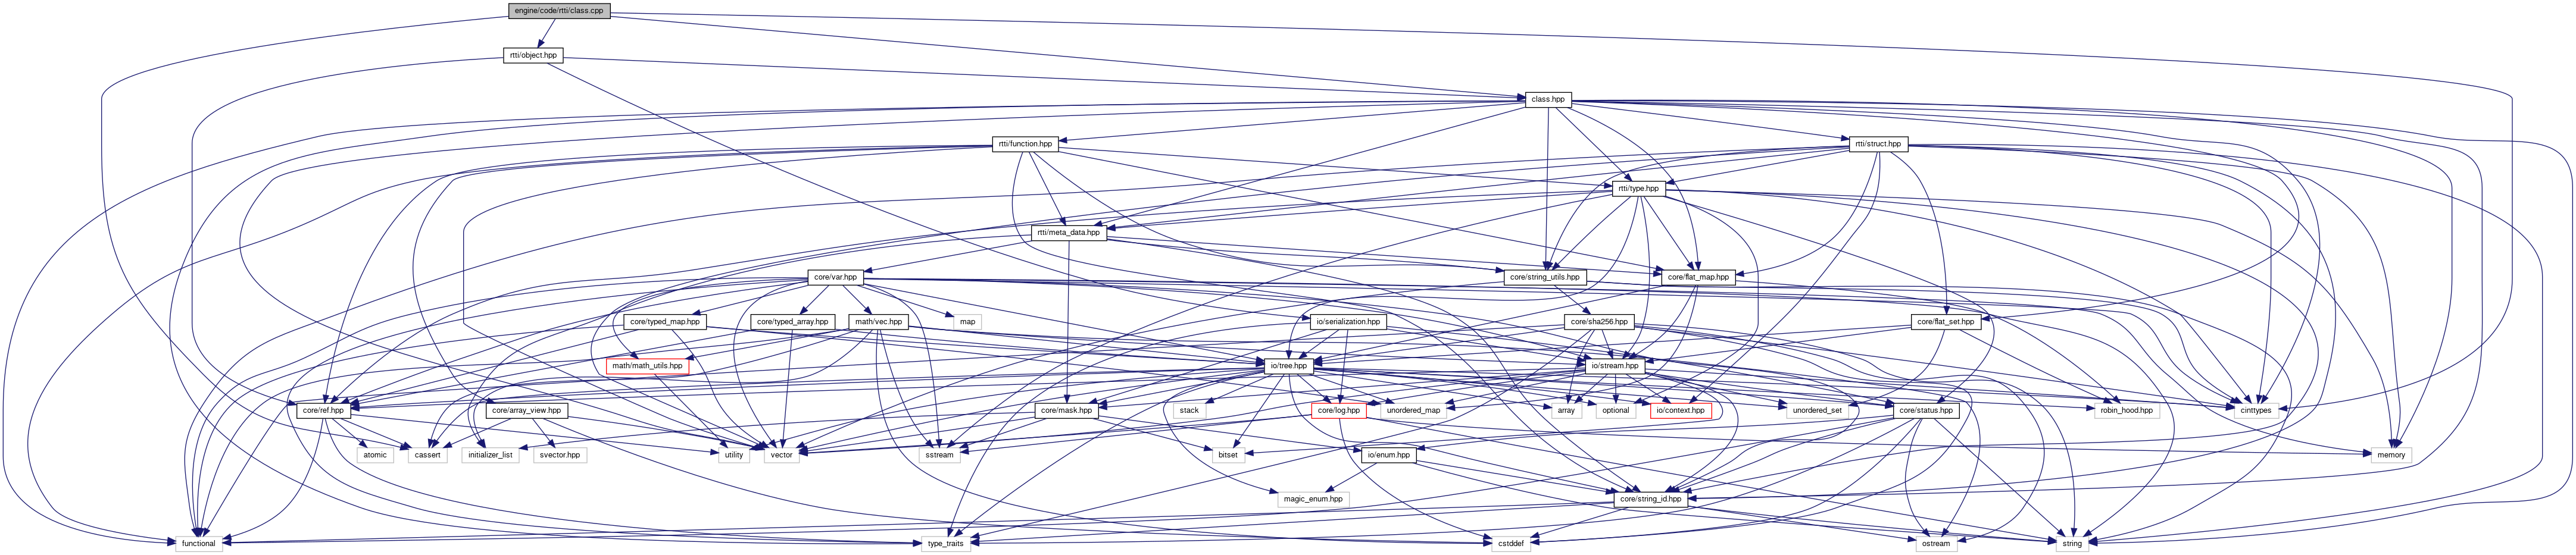 engine/code/rtti/class.cpp
rtti/object.hpp
class.hpp
rtti/function.hpp
rtti/struct.hpp
rtti/type.hpp
rtti/meta_data.hpp
core/var.hpp
core/string_utils.hpp
core/flat_map.hpp
core/typed_map.hpp
core/typed_array.hpp
math/vec.hpp
map
io/serialization.hpp
core/sha256.hpp
core/flat_set.hpp
math/math_utils.hpp
io/tree.hpp
io/stream.hpp
core/ref.hpp
core/array_view.hpp
stack
core/mask.hpp
core/log.hpp
unordered_map
array
optional
io/context.hpp
unordered_set
core/status.hpp
robin_hood.hpp
cinttypes
atomic
cassert
initializer_list
svector.hpp
utility
vector
sstream
bitset
io/enum.hpp
memory
magic_enum.hpp
core/string_id.hpp
functional
type_traits
cstddef
ostream
string